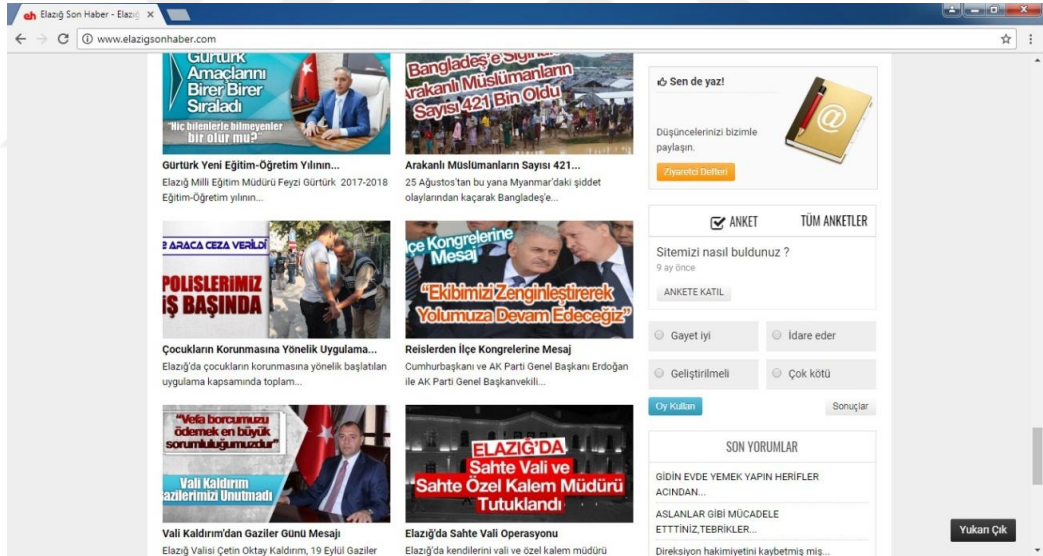 Elazığ Son Haber - Elazığ
www.elazigsonhaber.com
Gürtürk
Amaçlarını
Birer Birer
Sıraladı
"Hiç bilenlerle bilmeyenler
bir olur mu?"
Gürtürk Yeni Eğitim-Öğretim Yılının...
Elazığ Milli Eğitim Müdürü Feyzi Gürtürk 2017-2018
Eğitim-Öğretim yılının...
Bangladeş'e Sığınan
Arakanlı Müslümanların
Sayısı 421 Bin Oldu
Arakanlı Müslümanların Sayısı 421...
25 Ağustos'tan bu yana Myanmar'daki şiddet
olaylarından kaçarak Bangladeş'e...
ARACA CEZA VERİLDİ
POLİSLERİMİZ
İŞ BAŞINDA
Çocukların Korunmasına Yönelik Uygulama...
Elazığ'da çocukların korunmasına yönelik başlatılan
uygulama kapsamında toplam...
İlçe Kongrelerine
Mesaj
"Ekibimizi Zenginleştirerek
Yolumuza Devam Edeceğiz"
Reislerden İlçe Kongrelerine Mesaj
Cumhurbaşkanı ve AK Parti Genel Başkanı Erdoğan
ile AK Parti Genel Başkanvekili...
"Vefa borcumuzu
ödemek en büyük
sorumluluğumuzdur"
Vali Kaldırım
Gazilerimizi Unutmadı
Vali Kaldırım'dan Gaziler Günü Mesajı
Elazığ Valisi Çetin Oktay Kaldırım, 19 Eylül Gaziler
ELAZIĞ'DA
Sahte Vali ve
Sahte Özel Kalem Müdürü
Tutuklandı
Elazığ'da Sahte Vali Operasyonu
Elazığ'da kendilerini vali ve özel kalem müdürü
Sen de yaz!
Düşüncelerinizi bizimle
paylaşın.
Ziyaretci Defteri
@
ANKET TÜM ANKETLER
Sitemizi nasıl buldunuz ?
9 ay önce
ANKETE KATIL
Gayet iyi
İdare eder
Geliştirilmeli
Çok kötü
Oy Kullan
Sonuçlar
SON YORUMLAR
GİDİN EVDE YEMEK YAPIN HERİFLER
ACINDAN...
ASLANLAR GİBİ MÜCADELE
ETTTİNİZ,TEBRİKLER...
Direksiyon hakimiyetini kaybetmiş miş...
Yukarı Çık